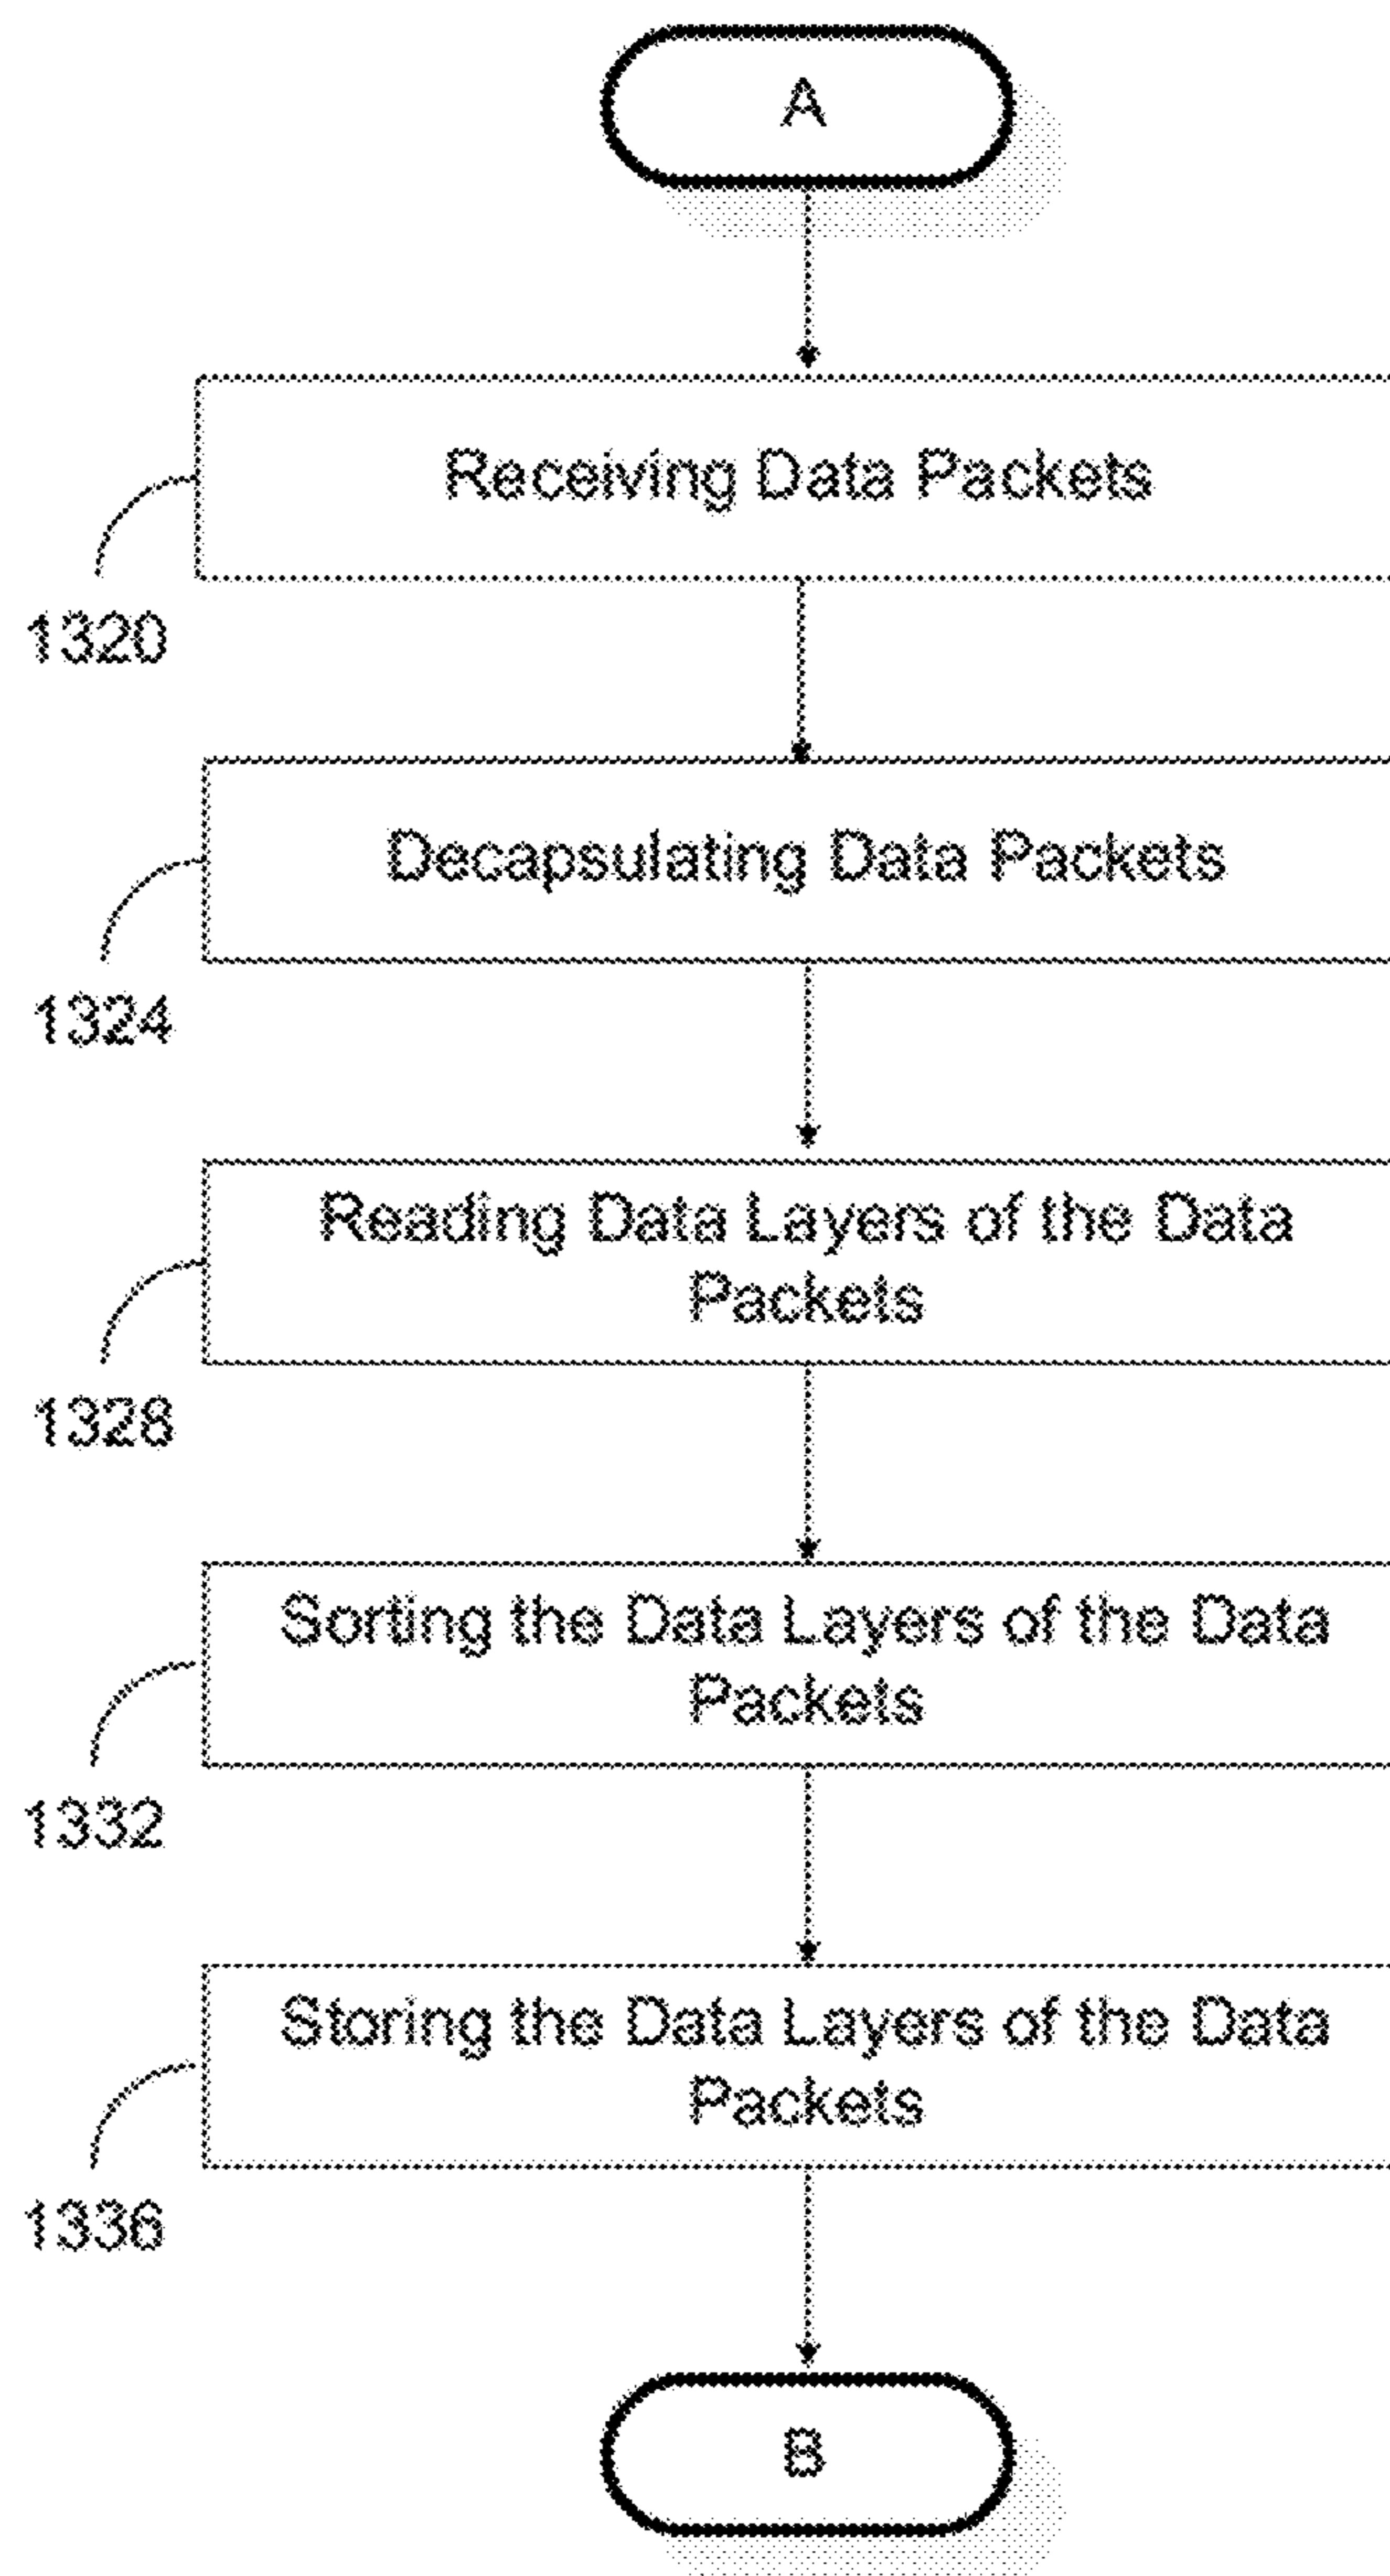 A
Receiving Data Packets
1320
Decapsulating Data Packets
1324
Reading Data Layers of the Data
Packets
1328
Sorting the Data Layers of the Data
Packets
1332
Storing the Data Layers of the Data
Packets
1336
B